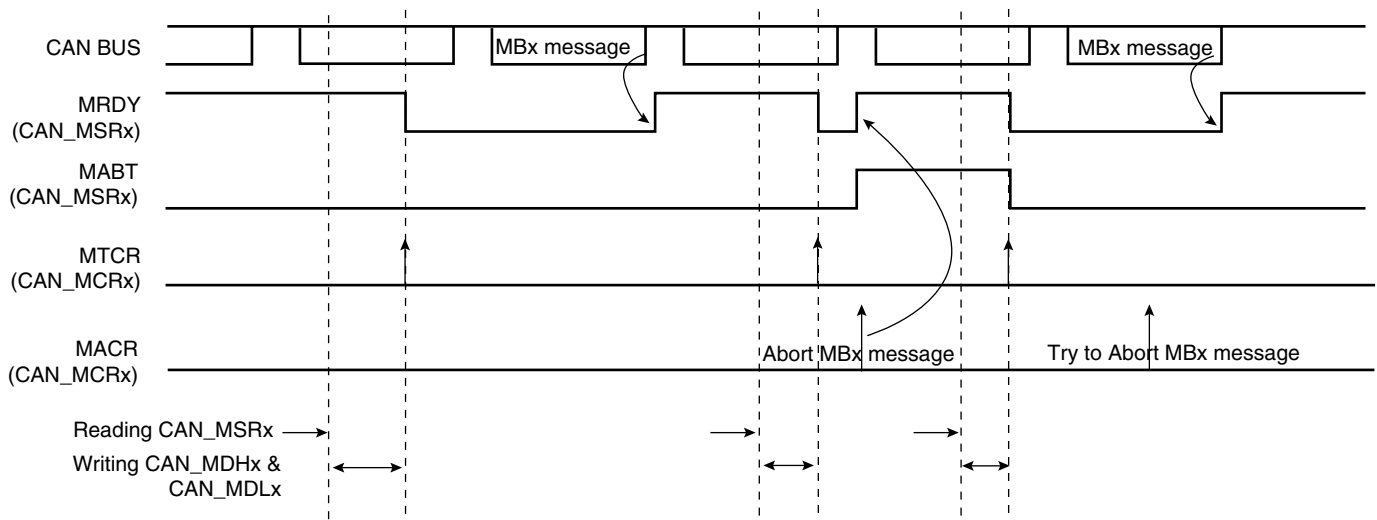 CAN BUS
MBx message
MBx message
MRDY
(CAN_MSRx)
MABT
(CAN_MSRx)
MTCR
(CAN_MCRx)
MACR
(CAN_MCRx)
Abort MBx message
Try to Abort MBx message
Reading CAN_MSRx
Writing CAN_MDHx &
CAN_MDLx